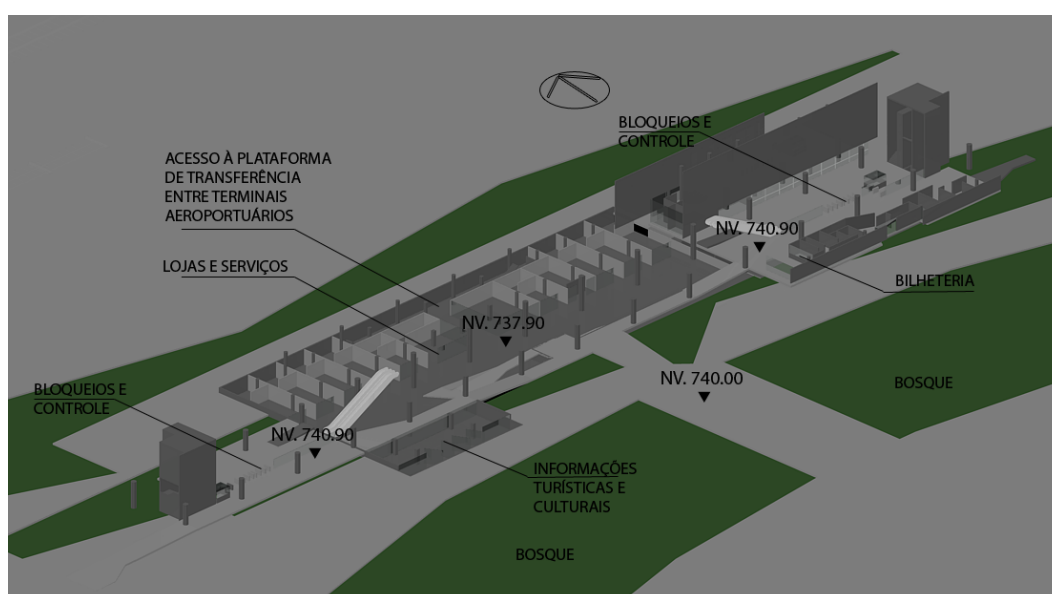 BLOQUEIOS E
CONTROLE
ACESSO À PLATAFORMA
DE TRANSFERÊNCIA
ENTRE TERMINAIS
AEROPORTUÁRIOS
NV. 740.90
LOJAS E SERVIÇOS
BILHETERIA
NV. 737.90
NV. 740.00
BOSQUE
BLOQUEIOS E
CONTROLE
NV. 740.90
INFORMAÇÕES
TURÍSTICAS E
CULTURAIS
BOSQUE